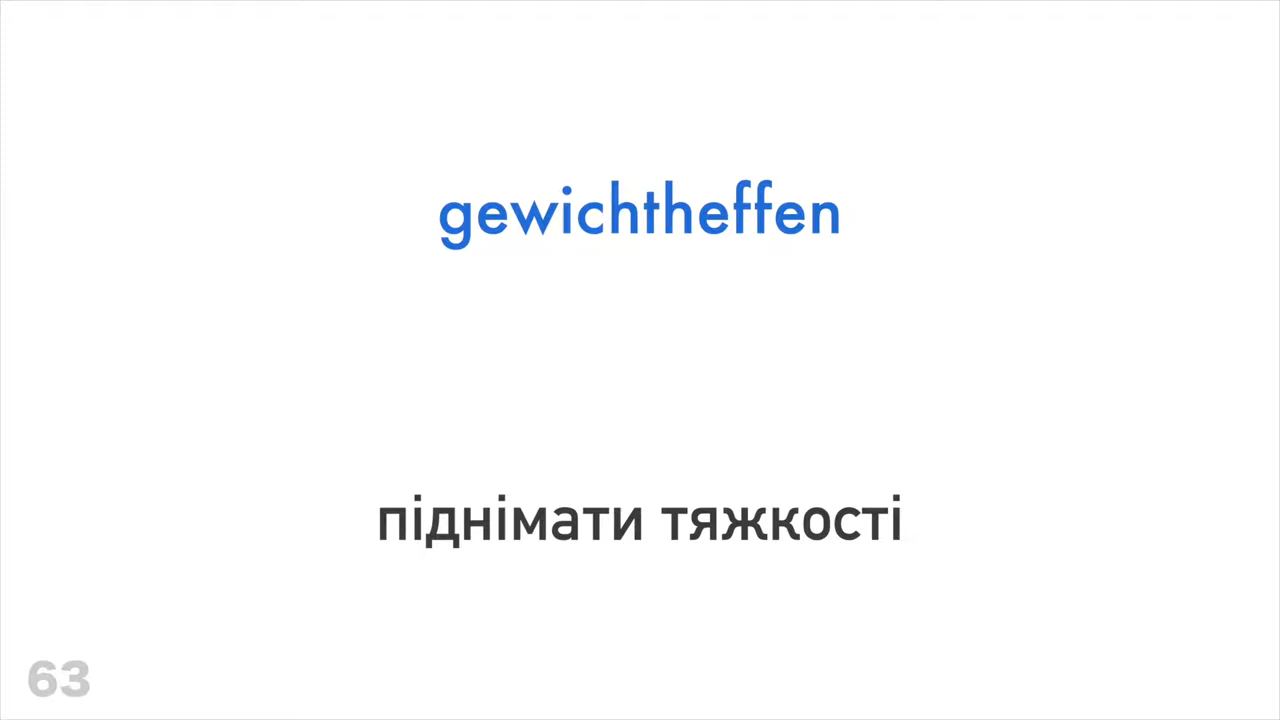 gewichtheffen
піднімати тяжкості
63